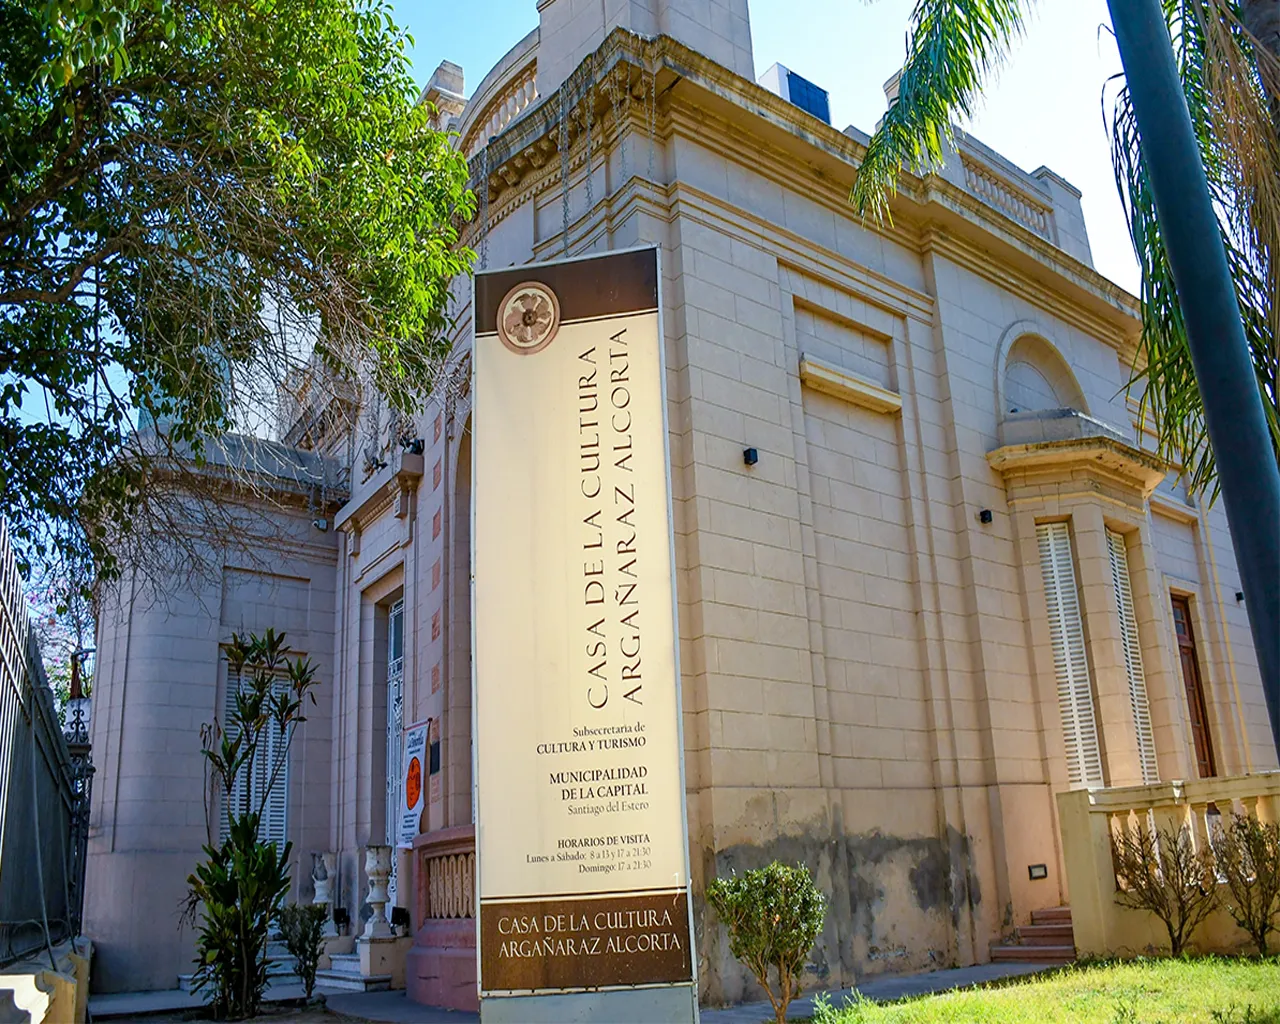 CASA DE LA CULTURA
ARGAÑARAZ ALCORTA
Subsecretaría de
CULTURA Y TURISMO
MUNICIPALIDAD
DE LA CAPITAL
Santiago del Estero
HORARIOS DE VISITA
Lunes a Sábado: 8 a 13 y 17 a 21:30
Domingo: 17 a 21:30
CASA DE LA CULTURA
ARGAÑARAZ ALCORTA